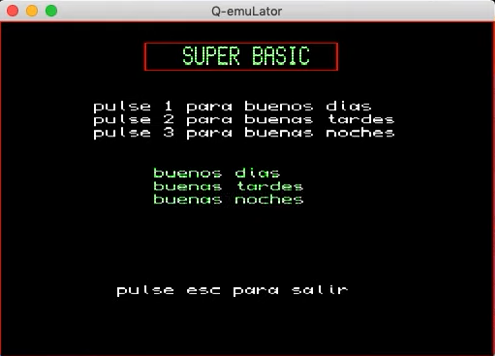 Q-emuLator
SUPER BASIC
pulse 1 para buenos dias
pulse 2 para buenas tardes
pulse 3 para buenas noches
buenos dias
buenas tardes
buenas noches
pulse esc para salir